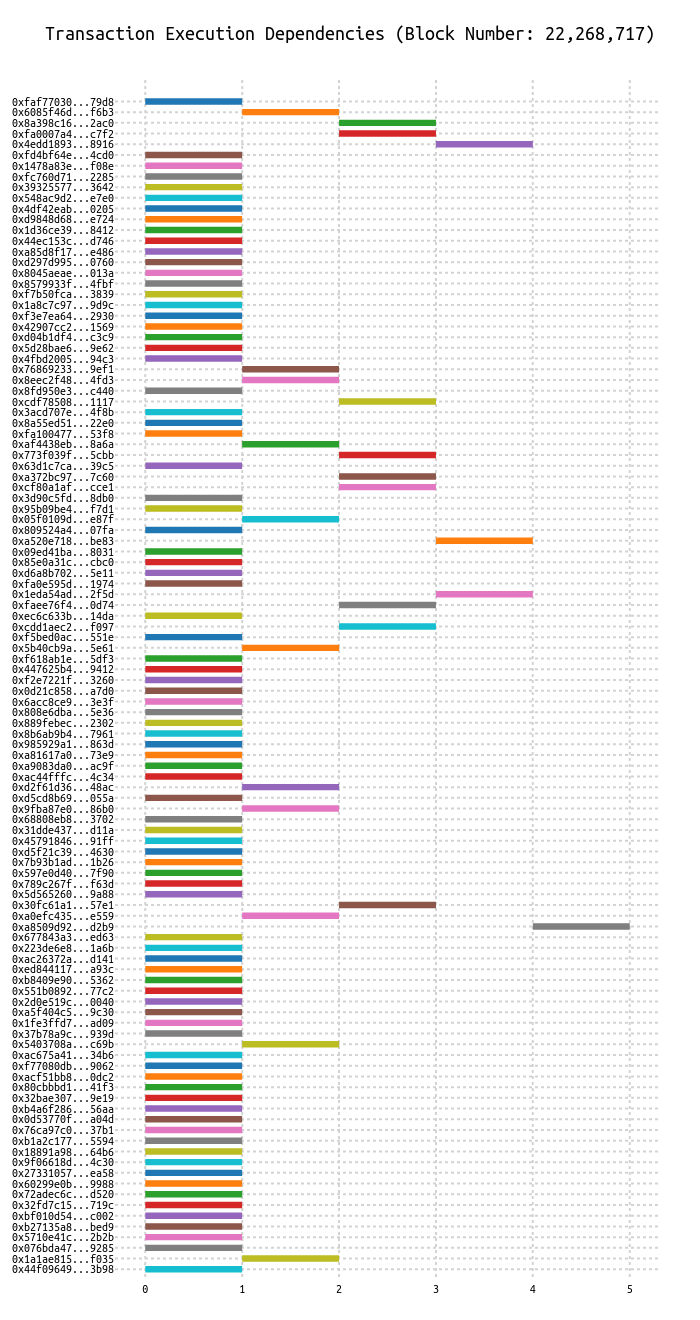 Transaction Execution Dependencies (Block Number: 22,268,717)
0xfaf77030...79d8
0x6085f46d...f6b3
0x8a398c16...2ac0
0xfa0007a4...c7f2
0x4edd1893...8916
0xfd4bf64e...4cd0
0x1478a83e...f08e
0xfc760d71...2285
0x39325577...3642
0x548ac9d2...e7e0
0x4df42eab...0205
0xd9848d68...e724
0x1d36ce39...8412
0x44ec153c...d746
0xa85d8f17...e486
0xd297d995...0760
0x8045aeae...013a
0x8579933f...4fbf
0xf7b50fca...3839
0x1a8c7c97...9d9c
0xf3e7ea64...2930
0x42907cc2...1569
0xd04b1df4...c3c9
0x5d28bae6...9e62
0x4fbd2005...94c3
0x76869233...9ef1
0x8eec2f48...4fd3
0x8fd950e3...c440
0xcdf78508...1117
0x3acd707e...4f8b
0x8a55ed51...22e0
0xfa100477...53f8
0xaf4438eb...8a6a
0x773f039f...5cbb
0x63d1c7ca...39c5
0xa372bc97...7c60
0xcf80a1af...cce1
0x3d90c5fd...8db0
0x95b09be4...f7d1
0x05f0109d...e87f
0x809524a4...07fa
0xa520e718...be83
0x09ed41ba...8031
0x85e0a31c...cbc0
0xd6a8b702...5e11
0xfa0e595d...1974
0x1eda54ad...2f5d
0xfaee76f4...0d74
0xec6c633b...14da
0xcdd1aec2...f097
0xf5bed0ac...551e
0x5b40cb9a...5e61
0xf618ab1e...5df3
0x447625b4...9412
0xf2e7221f...3260
0x0d21c858...a7d0
0x6acc8ce9...3e3f
0x808e6dba...5e36
0x889febec...2302
0x8b6ab9b4...7961
0x985929a1...863d
0xa81617a0...73e9
0xa9083da0...ac9f
0xac44fffc...4c34
0xd2f61d36...48ac
0xd5cd8b69...055a
0x9fba87e0...86b0
0x68808eb8...3702
0x31dde437...d11a
0x45791846...91ff
0xd5f21c39...4630
0x7b93b1ad...1b26
0x597e0d40...7f90
0x789c267f...f63d
0x5d565260...9a88
0x30fc61a1...57e1
0xa0efc435...e559
0xa8509d92...d2b9
0x677843a3...ed63
0x223de6e8...1a6b
0xac26372a...d141
0xed844117...a93c
0xb8409e90...5362
0x551b0892...77c2
0x2d0e519c...0040
0xa5f404c5...9c30
0x1fe3ffd7...ad09
0x37b78a9c...939d
0x5403708a...c69b
0xac675a41...34b6
0xf77080db...9062
0xacf51bb8...0dc2
0x80cbbbd1...41f3
0x32bae307...9e19
0xb4a6f286...56aa
0x0d53770f...a04d
0x76ca97c0...37b1
0xb1a2c177...5594
0x18891a98...64b6
0x9f06618d...4c30
0x27331057...ea58
0x60299e0b...9988
0x72adec6c...d520
0x32fd7c15...719c
0xbf010d54...c002
0xb27135a8...bed9
0x5710e41c...2b2b
0x076bda47...9285
0x1a1ae815...f035
0x44f09649...3b98
0 1 2 3 4 5